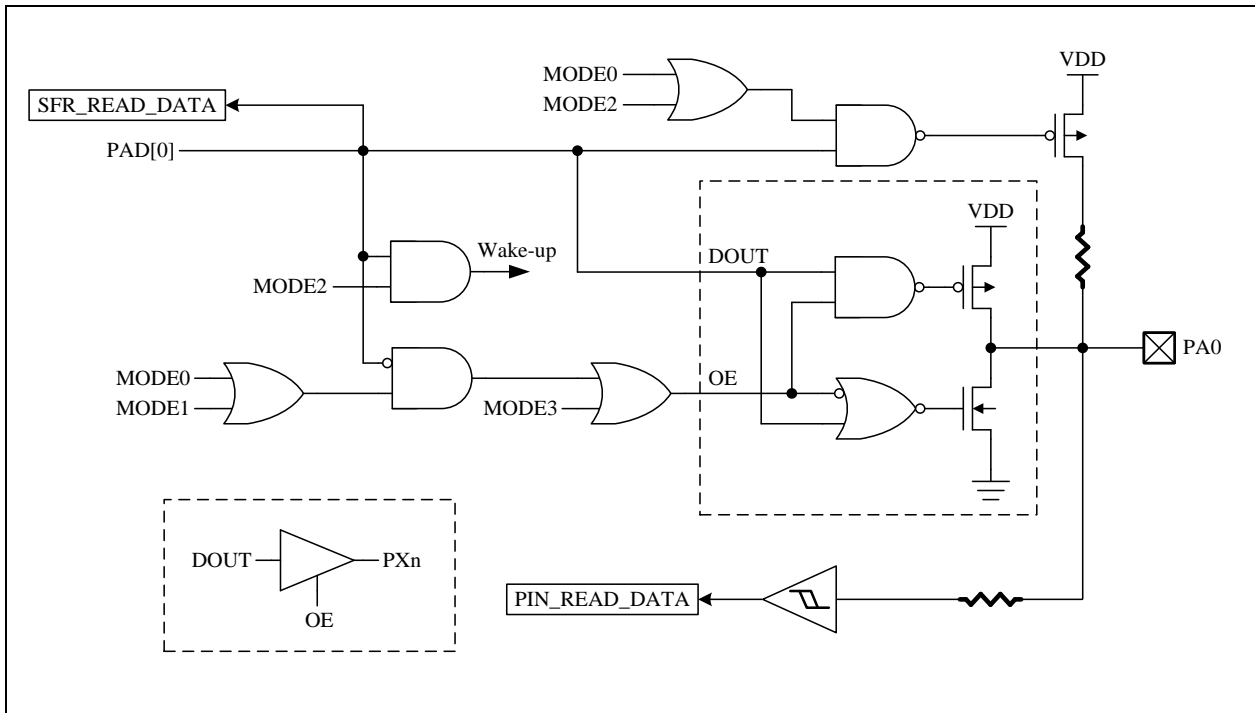 MODE0
VDD
SFR_READ_DATA
MODE2
PAD[0]
VDD
Wake-up
DOUT
MODE2
PA0
MODE0
OE
MODE1
MODE3
DOUT
PXn
PIN_READ_DATA
OE